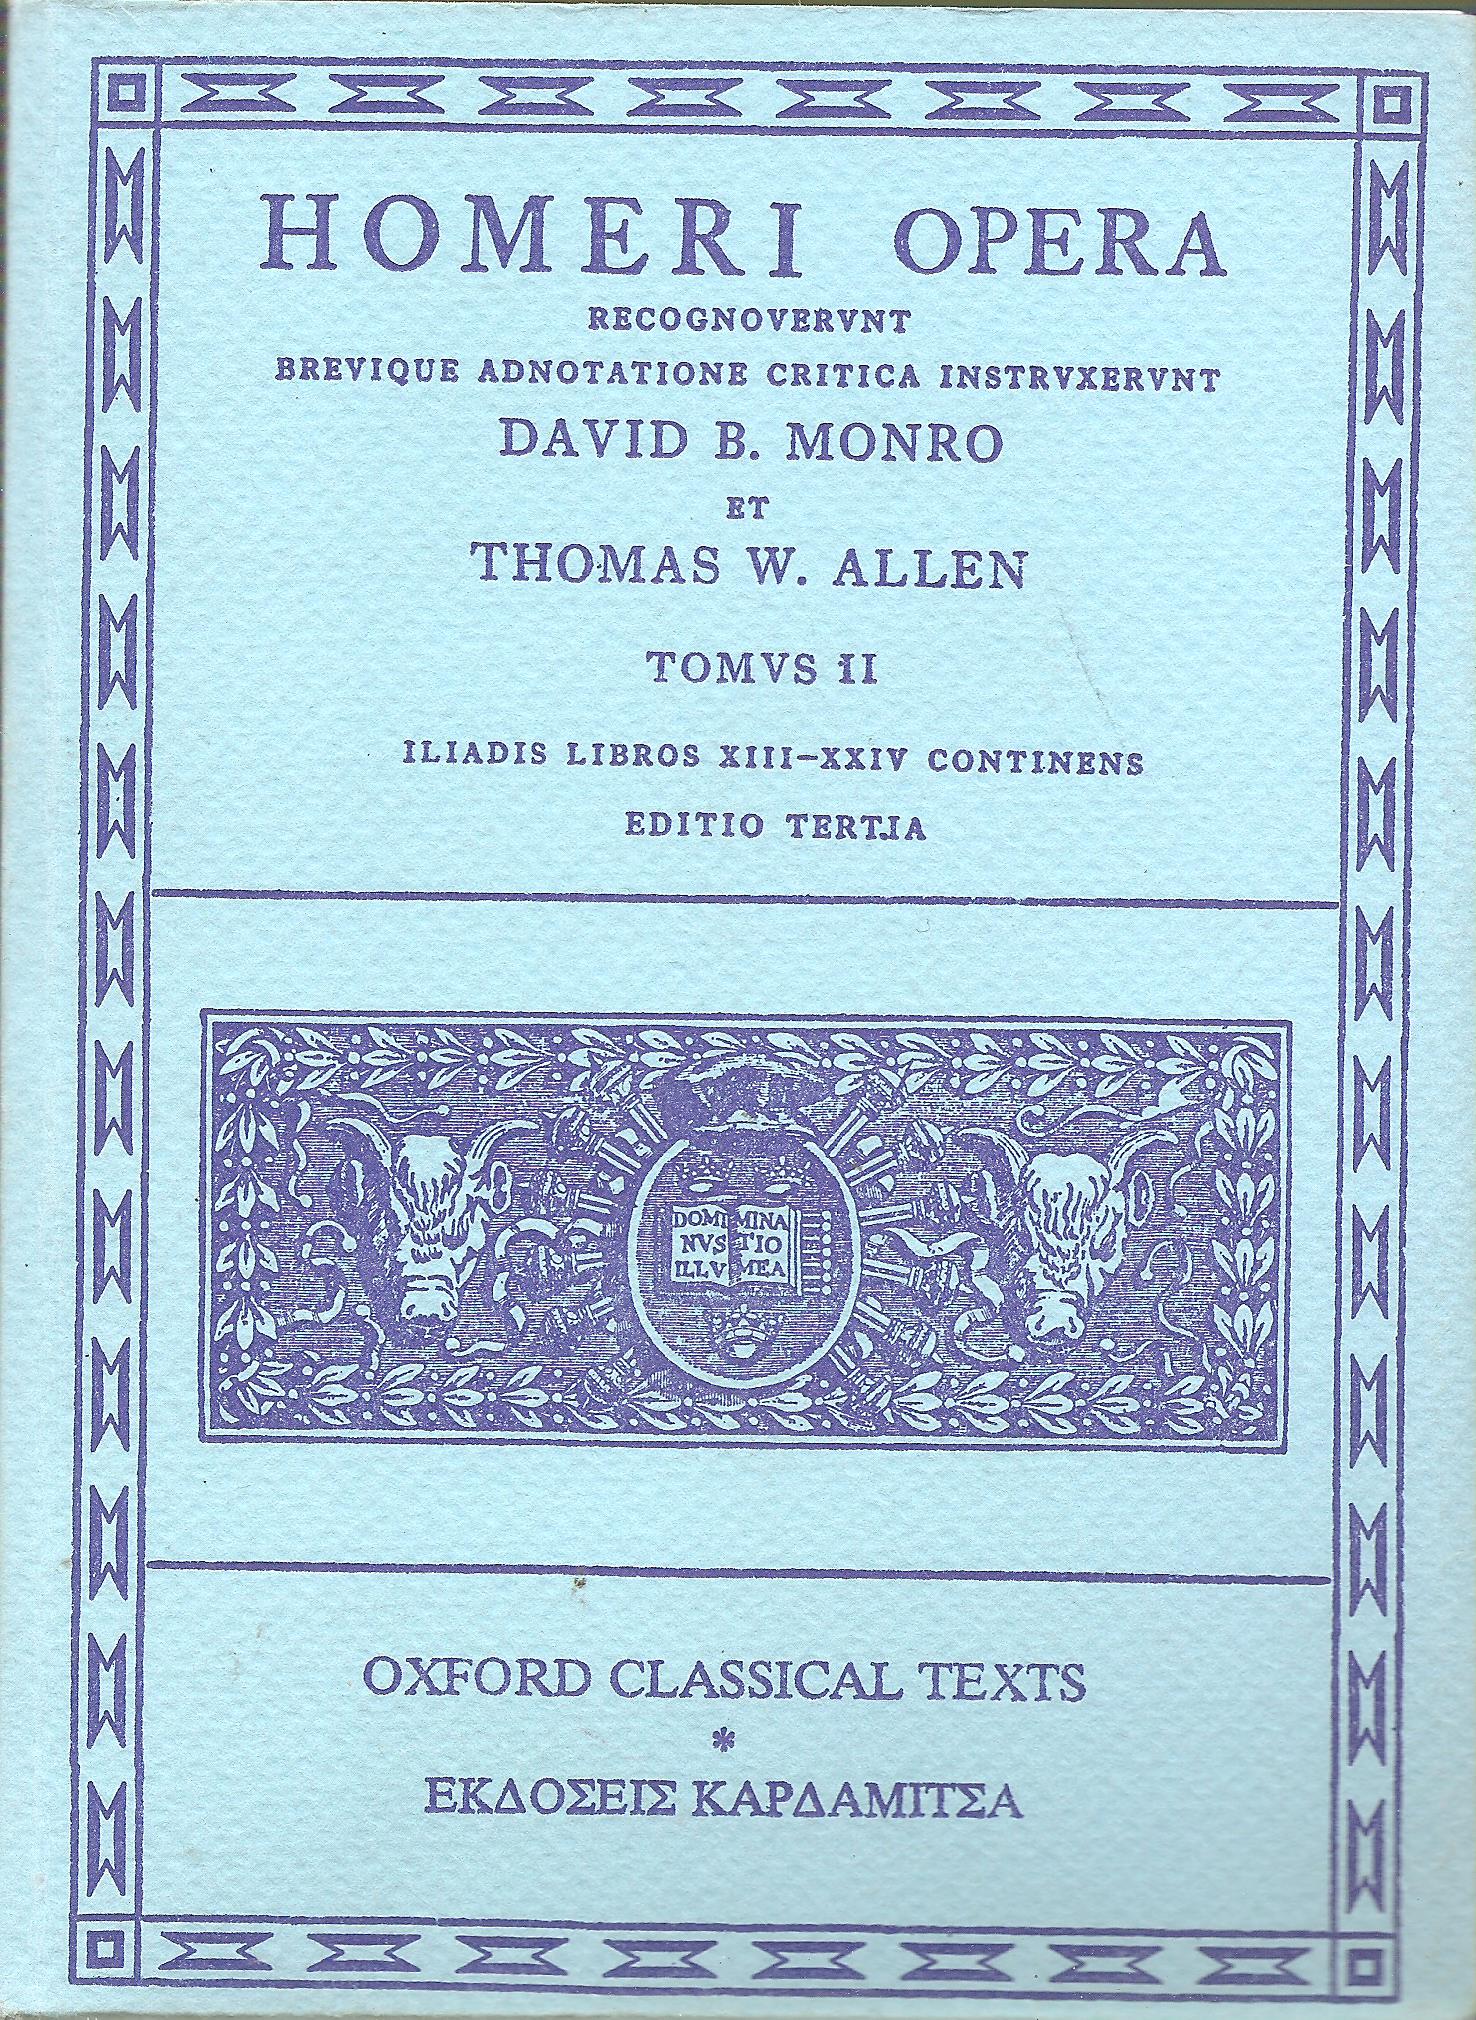 HOMERI OPERA
RECOGNOVERVNT
BREVIQUE ADNOTATIONE CRITICA INSTRVXERVNT
DAVID B. MONRO
ET
THOMAS W. ALLEN
TOMVS II
ILIADIS LIBROS XIII–XXIV CONTINENS
EDITIO TERTIA
DOMI MINA
NVS TIO
ILLV MEA
OXFORD CLASSICAL TEXTS
*
ΕΚΔΟΣΕΙΣ ΚΑΡΔΑΜΙΤΣΑ